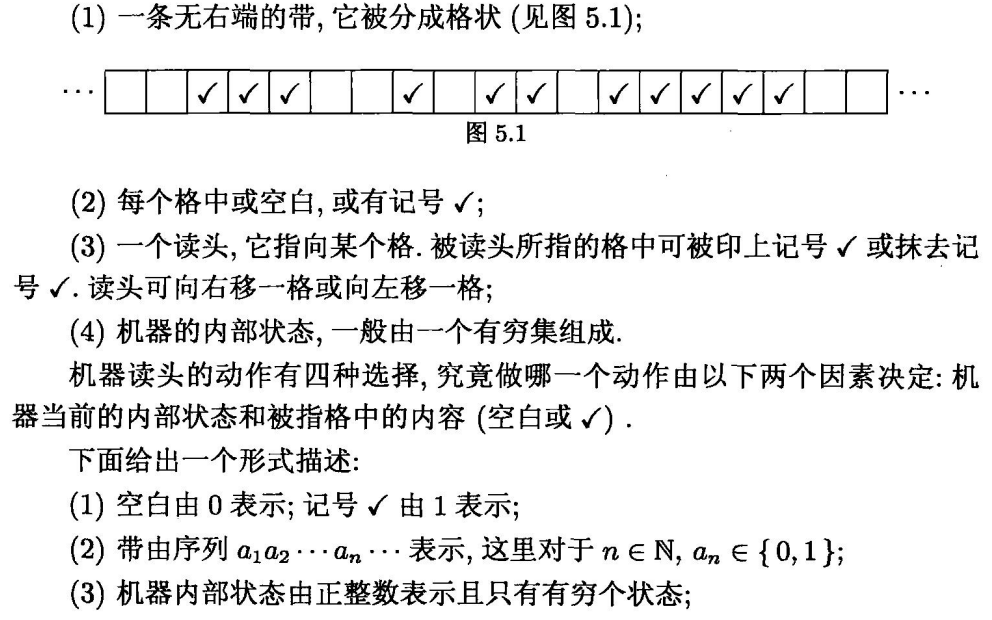 (1) 一条无右端的带, 它被分成格状 (见图 5.1);
··· ✓ ✓ ✓ ✓ ✓ ✓ ✓ ✓ ✓ ✓ ✓ ···
图 5.1
(2) 每个格中或空白, 或有记号 ✓;
(3) 一个读头, 它指向某个格. 被读头所指的格中可被印上记号 ✓ 或抹去记
号 ✓. 读头可向右移一格或向左移一格;
(4) 机器的内部状态, 一般由一个有穷集组成.
机器读头的动作有四种选择, 究竟做哪一个动作由以下两个因素决定: 机
器当前的内部状态和被指格中的内容 (空白或 ✓) .
下面给出一个形式描述:
(1) 空白由 0 表示; 记号 ✓ 由 1 表示;
(2) 带由序列 a₁a₂ ··· aₙ ··· 表示, 这里对于 n ∈ ℕ, aₙ ∈ {0, 1};
(3) 机器内部状态由正整数表示且只有有穷个状态;